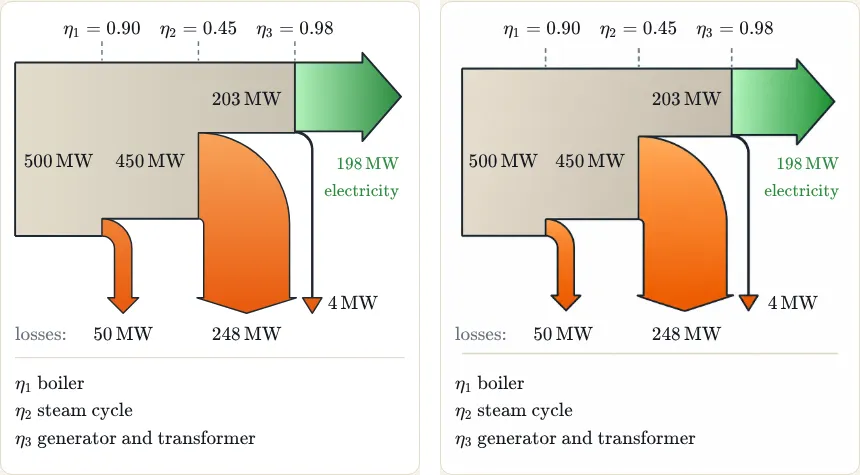 η₁ = 0.90 η₂ = 0.45 η₃ = 0.98
203 MW
500 MW 450 MW
198 MW
electricity
4 MW
losses: 50 MW 248 MW
η₁ boiler
η₂ steam cycle
η₃ generator and transformer
η₁ = 0.90 η₂ = 0.45 η₃ = 0.98
203 MW
500 MW 450 MW
198 MW
electricity
4 MW
losses: 50 MW 248 MW
η₁ boiler
η₂ steam cycle
η₃ generator and transformer